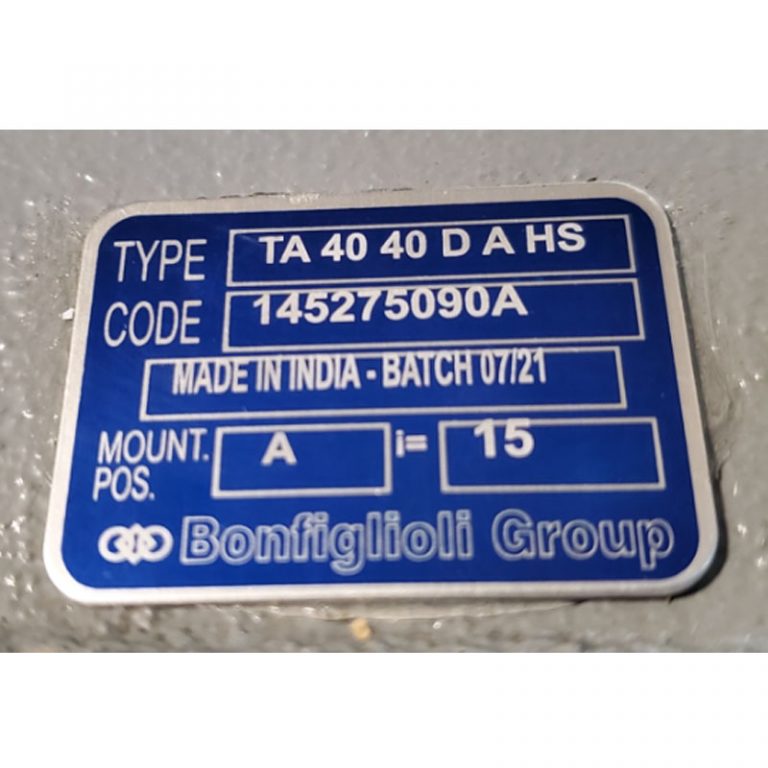 TYPE TA 40 40 D A HS
CODE 145275090A
MADE IN INDIA - BATCH 07/21
MOUNT. POS. A i= 15
Bonfiglioli Group